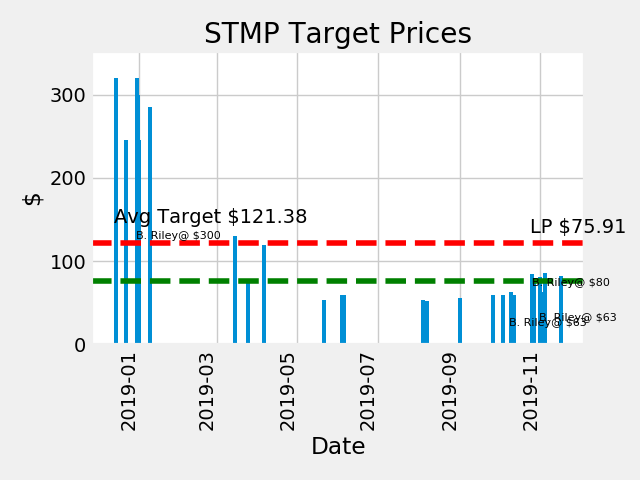 STMP Target Prices
$
300
200
100
0
Avg Target $121.38
B. Riley@ $300
LP $75.91
B. Riley@ $80
B. Riley@ $63
B. Riley@ $63
2019-01
2019-03
2019-05
2019-07
2019-09
2019-11
Date